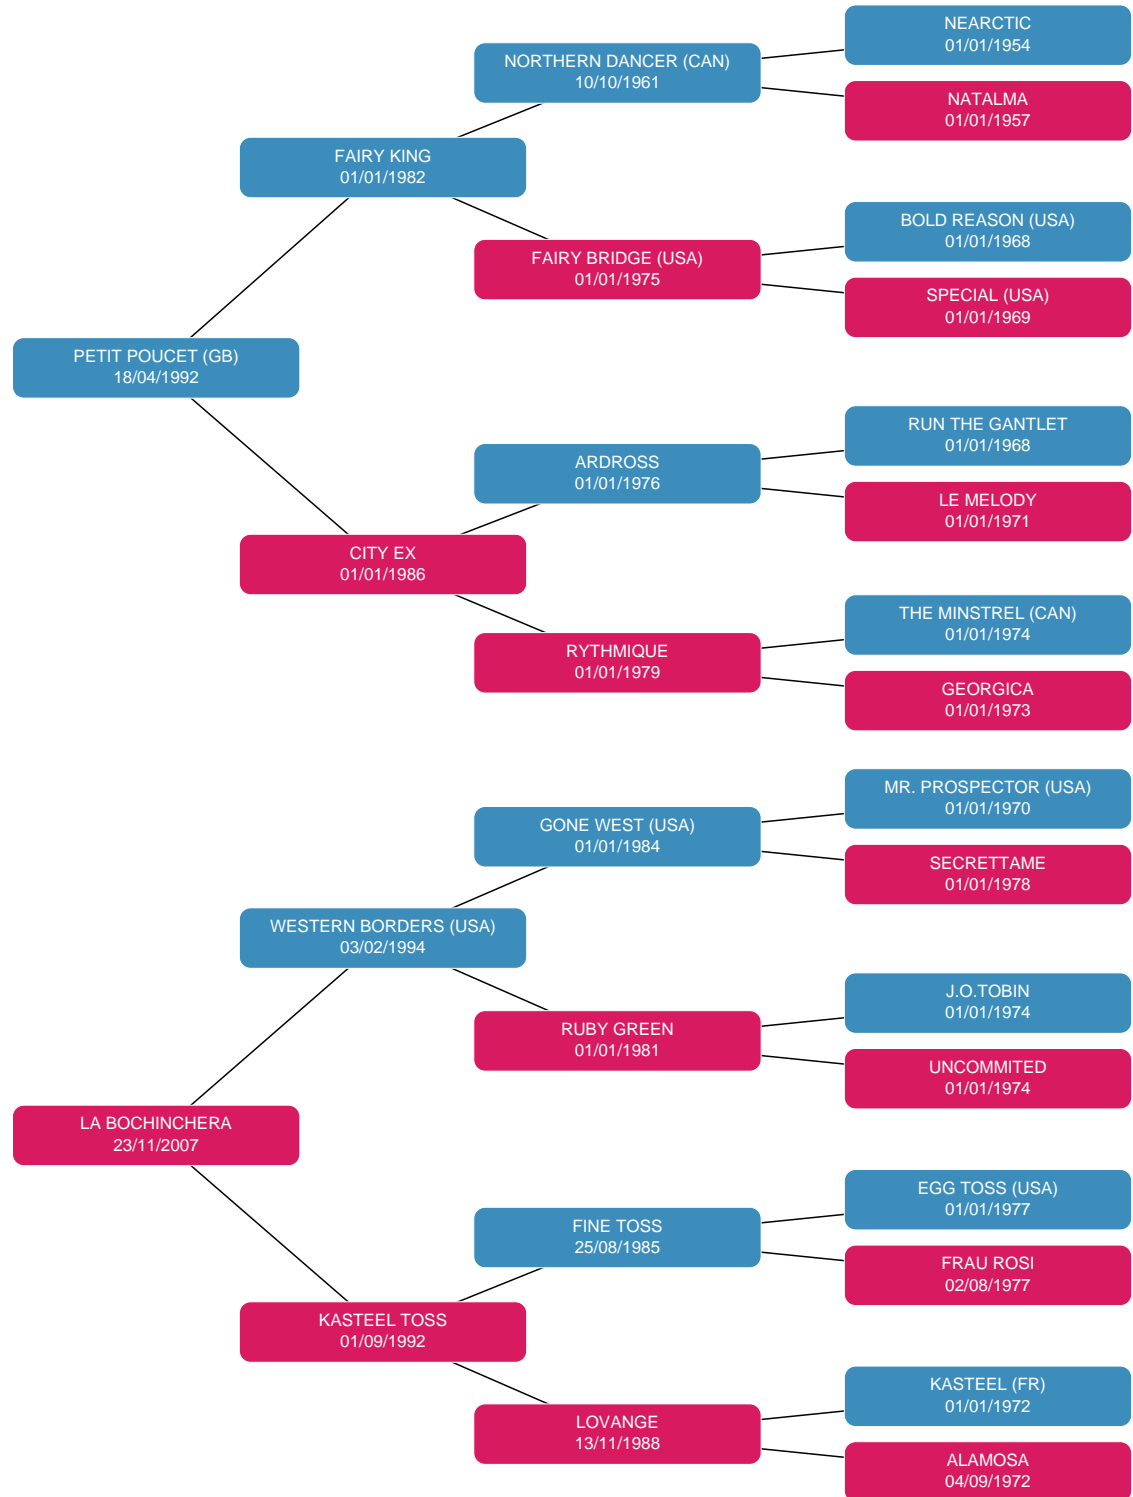 NEARCTIC
01/01/1954
NORTHERN DANCER (CAN)
10/10/1961
NATALMA
01/01/1957
FAIRY KING
01/01/1982
BOLD REASON (USA)
01/01/1968
FAIRY BRIDGE (USA)
01/01/1975
SPECIAL (USA)
01/01/1969
PETIT POUCET (GB)
18/04/1992
RUN THE GANTLET
01/01/1968
ARDROSS
01/01/1976
LE MELODY
01/01/1971
CITY EX
01/01/1986
THE MINSTREL (CAN)
01/01/1974
RYTHMIQUE
01/01/1979
GEORGICA
01/01/1973
MR. PROSPECTOR (USA)
01/01/1970
GONE WEST (USA)
01/01/1984
SECRETTAME
01/01/1978
WESTERN BORDERS (USA)
03/02/1994
J.O.TOBIN
01/01/1974
RUBY GREEN
01/01/1981
UNCOMMITED
01/01/1974
LA BOCHINCHERA
23/11/2007
EGG TOSS (USA)
01/01/1977
FINE TOSS
25/08/1985
FRAU ROSI
02/08/1977
KASTEEL TOSS
01/09/1992
KASTEEL (FR)
01/01/1972
LOVANGE
13/11/1988
ALAMOSA
04/09/1972